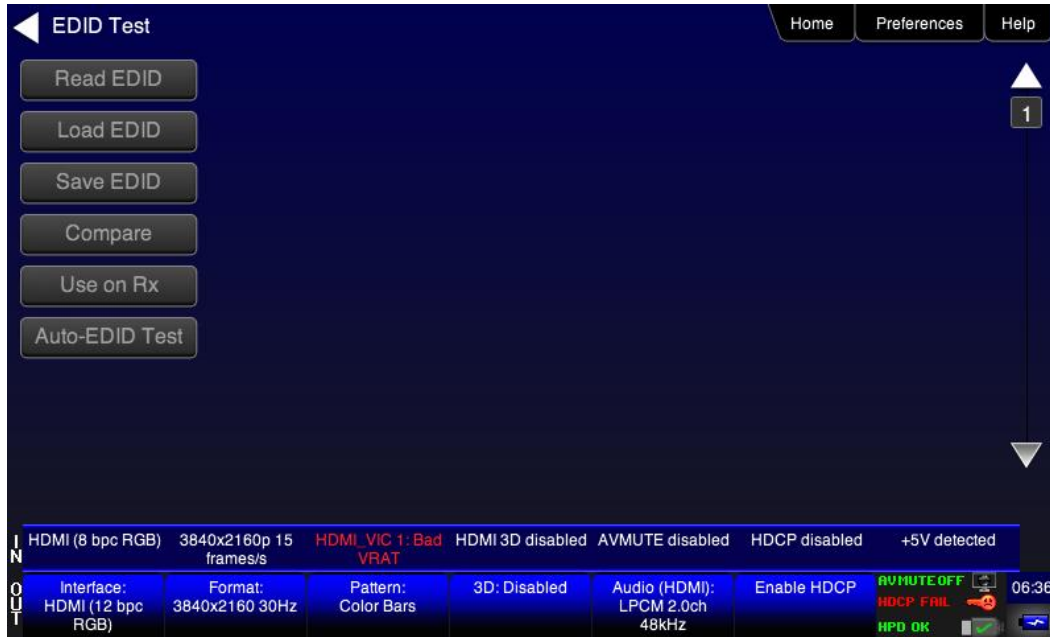 EDID Test
Home
Preferences
Help
Read EDID
1
Load EDID
Save EDID
Compare
Use on Rx
Auto-EDID Test
IN
HDMI (8 bpc RGB)
3840x2160p 15
frames/s
HDMI_VIC 1: Bad
VRAT
HDMI 3D disabled
AVMUTE disabled
HDCP disabled
+5V detected
OUT
Interface:
HDMI (12 bpc
RGB)
Format:
3840x2160 30Hz
Pattern:
Color Bars
3D: Disabled
Audio (HDMI):
LPCM 2.0ch
48kHz
Enable HDCP
AVMUTE OFF
HDCP FAIL
HPD OK
06:36